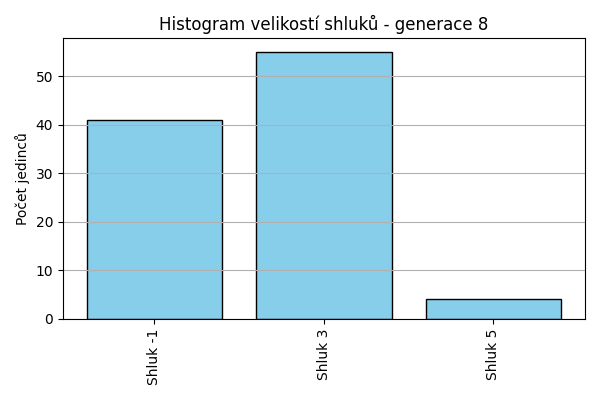 Histogram velikostí shluků - generace 8
Počet jedinců
50
40
30
20
10
0
Shluk -1
Shluk 3
Shluk 5